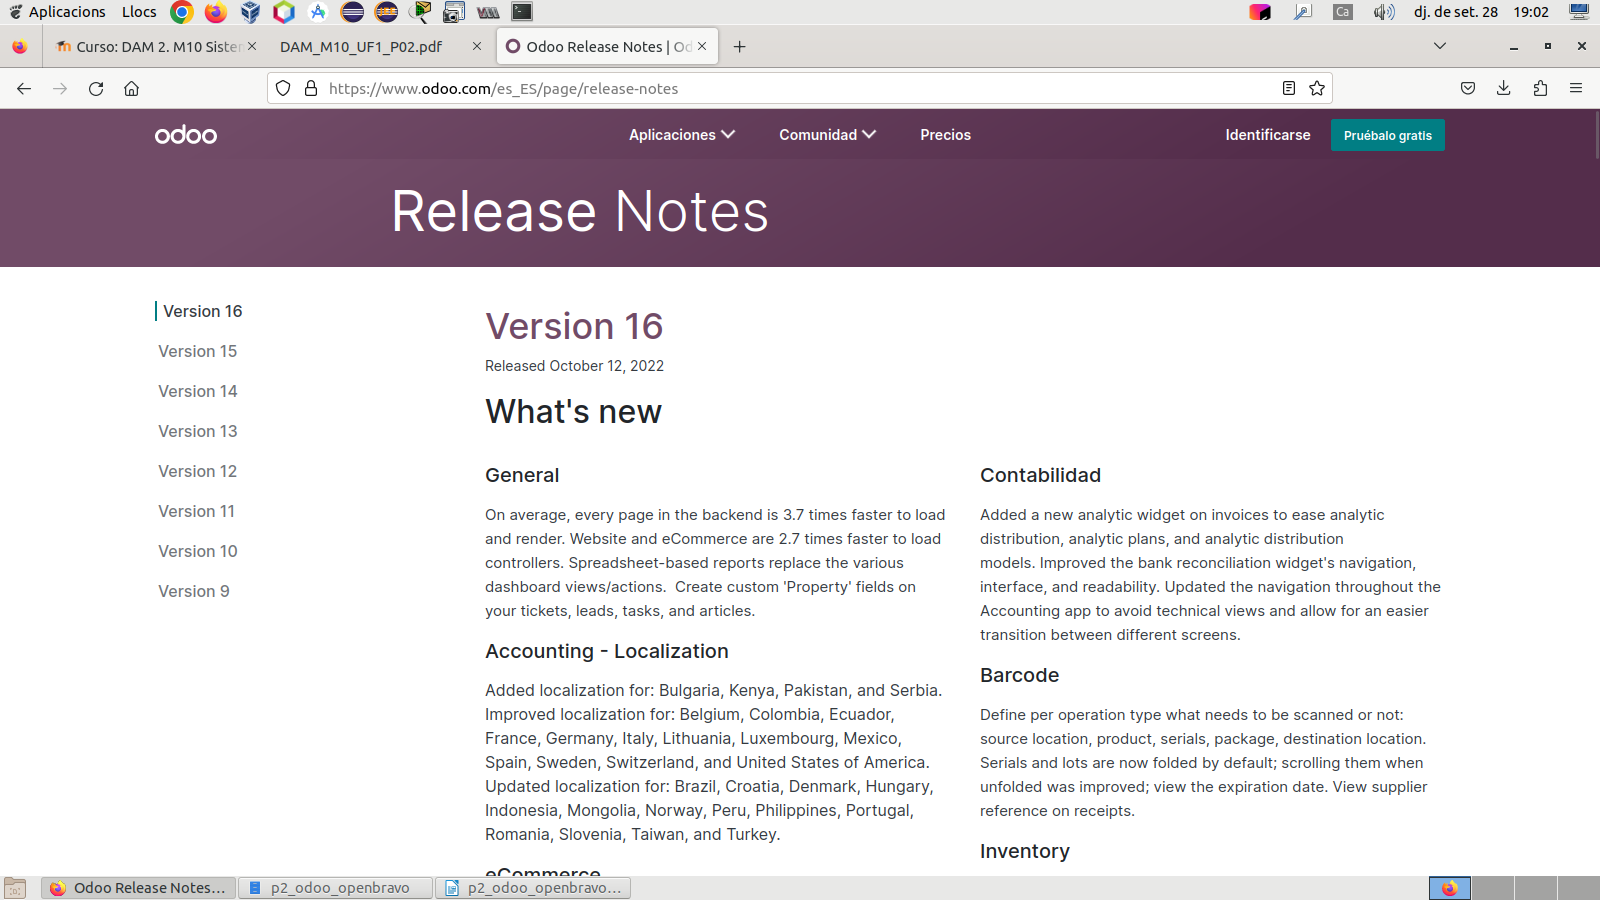 Aplicacions Llocs Ca dj. de set. 28 19:02
Curso: DAM 2. M10 Sister DAM_M10_UF1_P02.pdf Odoo Release Notes | Od
https://www.odoo.com/es_ES/page/release-notes
odoo Aplicaciones Comunidad Precios Identificarse Pruébalo gratis
Release Notes
Version 16
Version 15
Version 14
Version 13
Version 12
Version 11
Version 10
Version 9
Version 16
Released October 12, 2022
What's new
General
On average, every page in the backend is 3.7 times faster to load
and render. Website and eCommerce are 2.7 times faster to load
controllers. Spreadsheet-based reports replace the various
dashboard views/actions.  Create custom 'Property' fields on
your tickets, leads, tasks, and articles.
Accounting - Localization
Added localization for: Bulgaria, Kenya, Pakistan, and Serbia.
Improved localization for: Belgium, Colombia, Ecuador,
France, Germany, Italy, Lithuania, Luxembourg, Mexico,
Spain, Sweden, Switzerland, and United States of America.
Updated localization for: Brazil, Croatia, Denmark, Hungary,
Indonesia, Mongolia, Norway, Peru, Philippines, Portugal,
Romania, Slovenia, Taiwan, and Turkey.
eCommerce
Contabilidad
Added a new analytic widget on invoices to ease analytic
distribution, analytic plans, and analytic distribution
models. Improved the bank reconciliation widget's navigation,
interface, and readability. Updated the navigation throughout the
Accounting app to avoid technical views and allow for an easier
transition between different screens.
Barcode
Define per operation type what needs to be scanned or not:
source location, product, serials, package, destination location.
Serials and lots are now folded by default; scrolling them when
unfolded was improved; view the expiration date. View supplier
reference on receipts.
Inventory
Odoo Release Notes... p2_odoo_openbravo p2_odoo_openbravo...